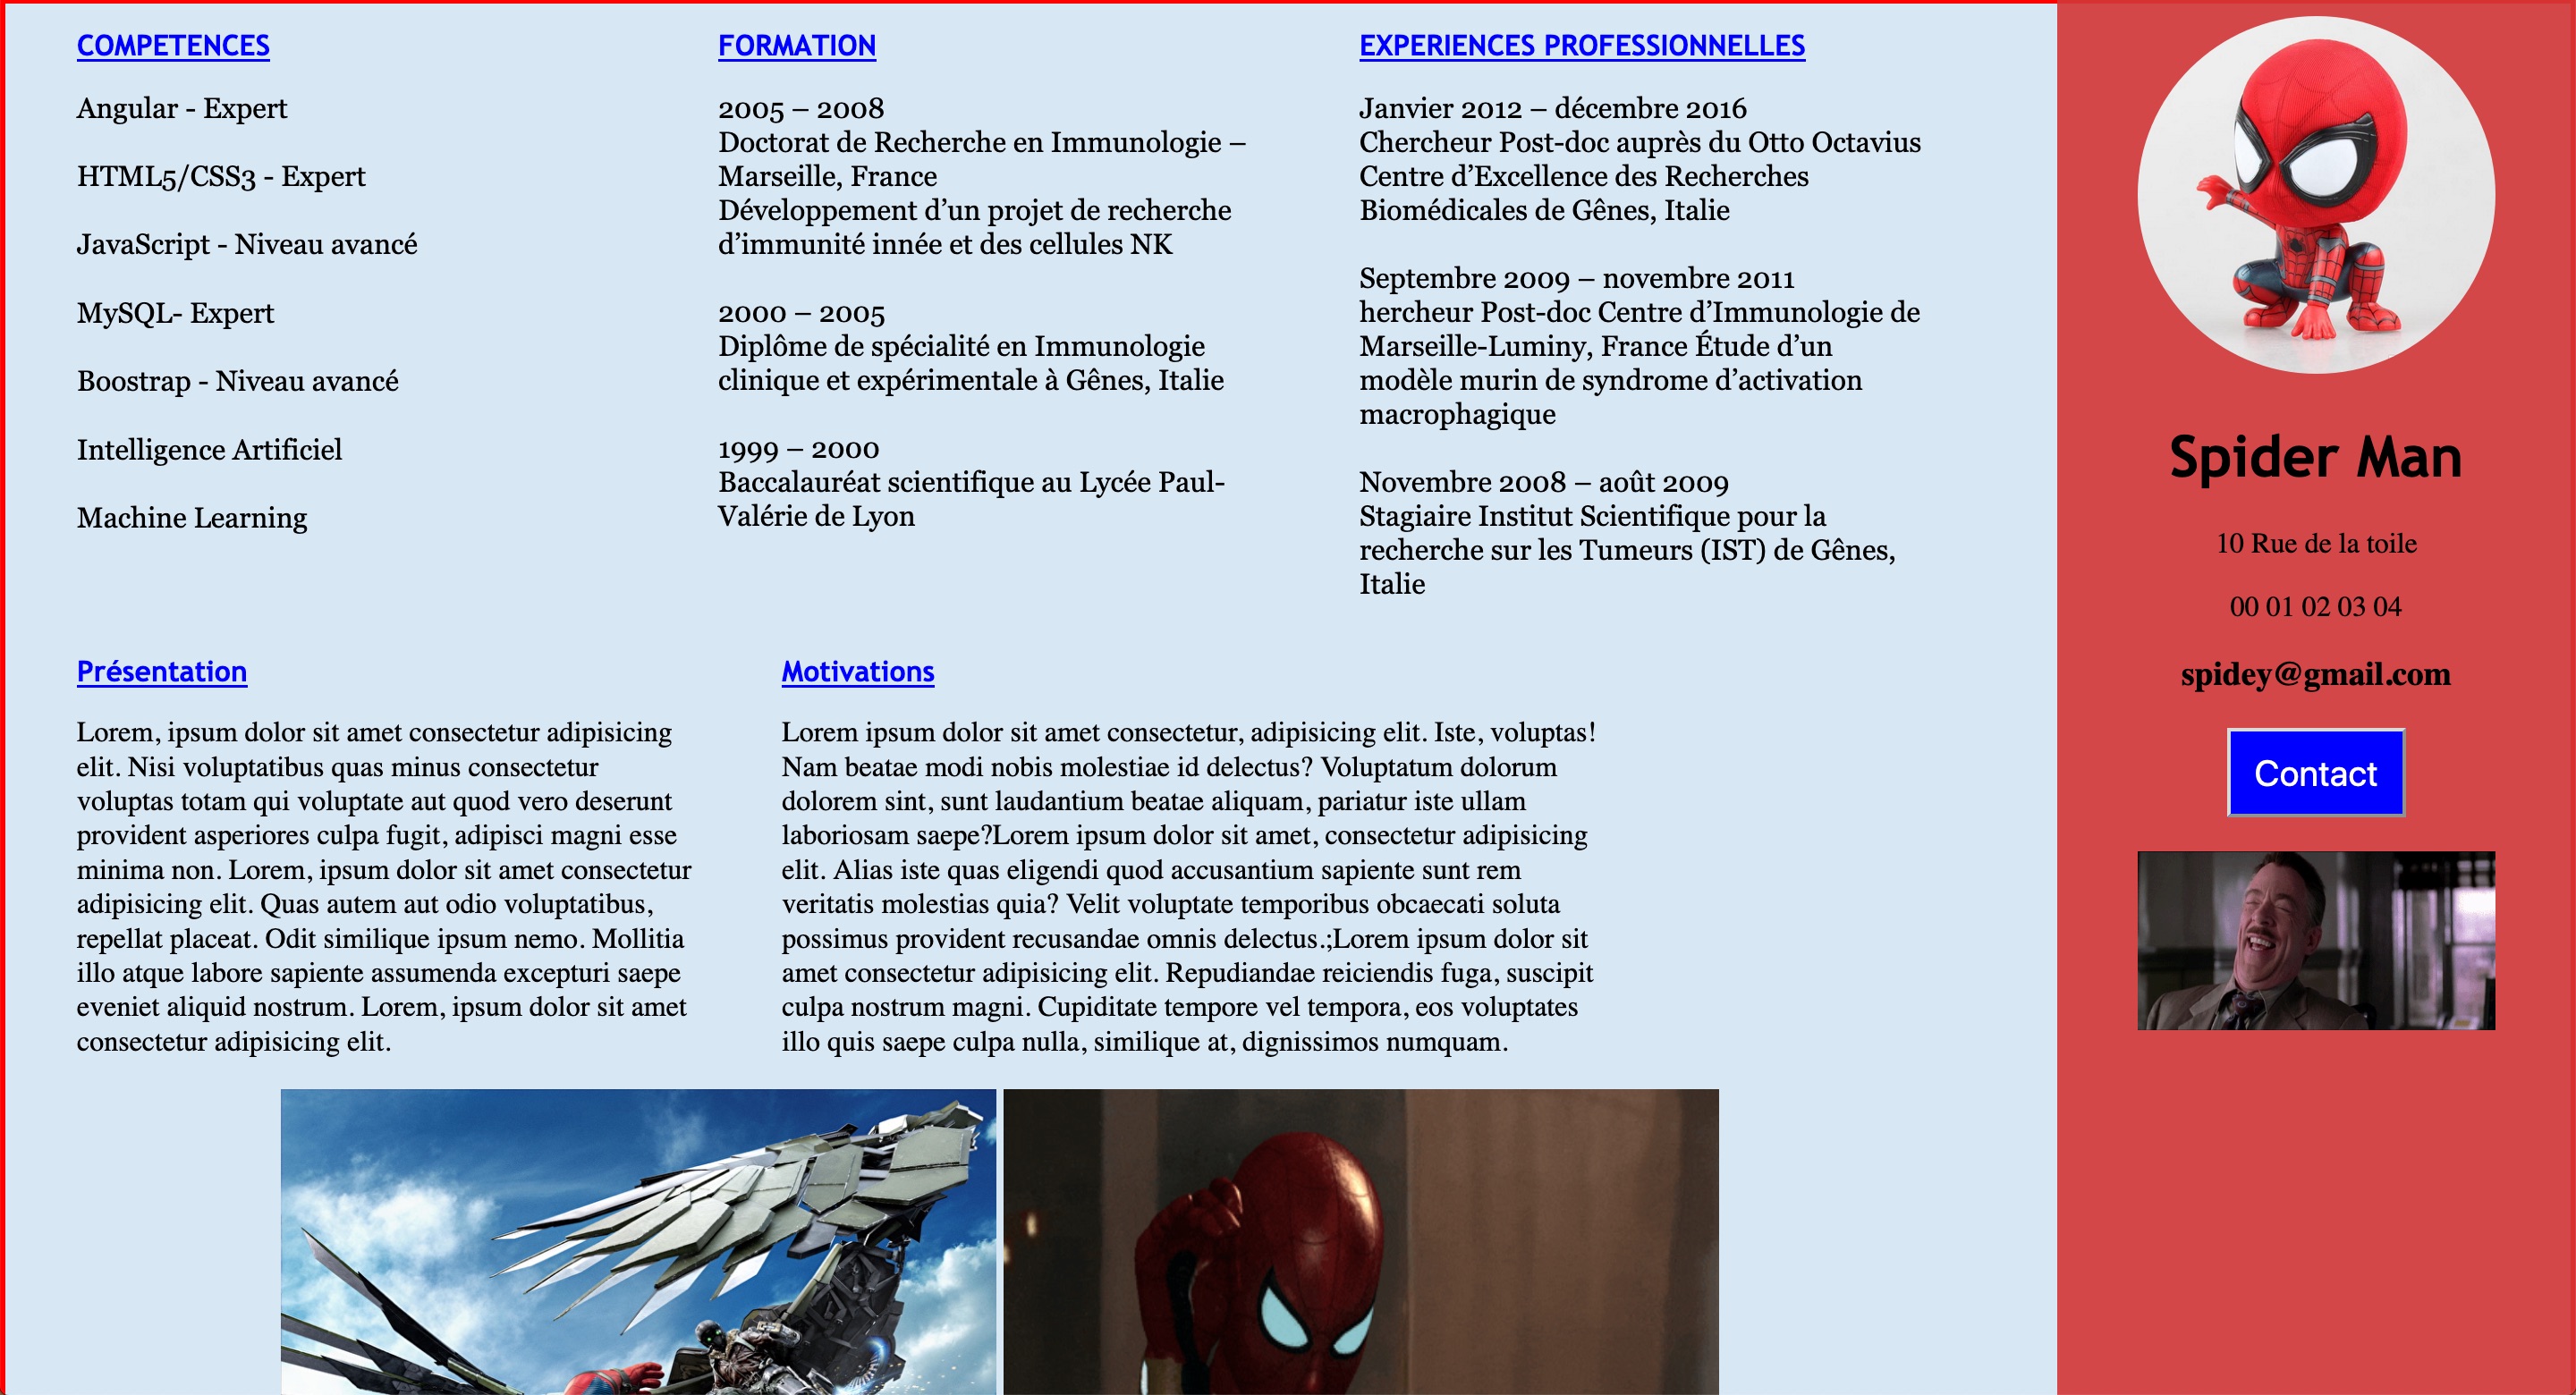 COMPETENCES
Angular - Expert
HTML5/CSS3 - Expert
JavaScript - Niveau avancé
MySQL- Expert
Boostrap - Niveau avancé
Intelligence Artificiel
Machine Learning
FORMATION
2005 – 2008
Doctorat de Recherche en Immunologie –
Marseille, France
Développement d’un projet de recherche
d’immunité innée et des cellules NK
2000 – 2005
Diplôme de spécialité en Immunologie
clinique et expérimentale à Gênes, Italie
1999 – 2000
Baccalauréat scientifique au Lycée Paul-
Valérie de Lyon
EXPERIENCES PROFESSIONNELLES
Janvier 2012 – décembre 2016
Chercheur Post-doc auprès du Otto Octavius
Centre d’Excellence des Recherches
Biomédicales de Gênes, Italie
Septembre 2009 – novembre 2011
hercheur Post-doc Centre d’Immunologie de
Marseille-Luminy, France Étude d’un
modèle murin de syndrome d’activation
macrophagique
Novembre 2008 – août 2009
Stagiaire Institut Scientifique pour la
recherche sur les Tumeurs (IST) de Gênes,
Italie
Présentation
Lorem, ipsum dolor sit amet consectetur adipisicing
elit. Nisi voluptatibus quas minus consectetur
voluptas totam qui voluptate aut quod vero deserunt
provident asperiores culpa fugit, adipisci magni esse
minima non. Lorem, ipsum dolor sit amet consectetur
adipisicing elit. Quas autem aut odio voluptatibus,
repellat placeat. Odit similique ipsum nemo. Mollitia
illo atque labore sapiente assumenda excepturi saepe
eveniet aliquid nostrum. Lorem, ipsum dolor sit amet
consectetur adipisicing elit.
Motivations
Lorem ipsum dolor sit amet consectetur, adipisicing elit. Iste, voluptas!
Nam beatae modi nobis molestiae id delectus? Voluptatum dolorum
dolorem sint, sunt laudantium beatae aliquam, pariatur iste ullam
laboriosam saepe?Lorem ipsum dolor sit amet, consectetur adipisicing
elit. Alias iste quas eligendi quod accusantium sapiente sunt rem
veritatis molestias quia? Velit voluptate temporibus obcaecati soluta
possimus provident recusandae omnis delectus.;Lorem ipsum dolor sit
amet consectetur adipisicing elit. Repudiandae reiciendis fuga, suscipit
culpa nostrum magni. Cupiditate tempore vel tempora, eos voluptates
illo quis saepe culpa nulla, similique at, dignissimos numquam.
Spider Man
10 Rue de la toile
00 01 02 03 04
spidey@gmail.com
Contact